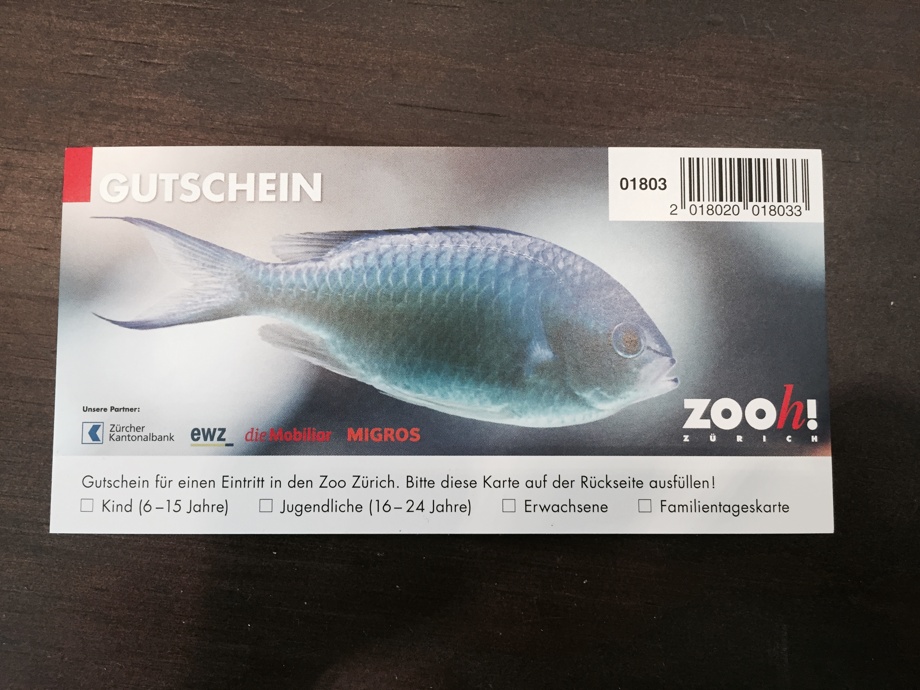 GUTSCHEIN
01803
2 018020 018033
Unsere Partner:
Zürcher
Kantonalbank
ewz
die Mobiliar
MIGROS
ZOOh!
ZÜRICH
Gutschein für einen Eintritt in den Zoo Zürich. Bitte diese Karte auf der Rückseite ausfüllen!
Kind (6–15 Jahre) Jugendliche (16–24 Jahre) Erwachsene Familientageskarte